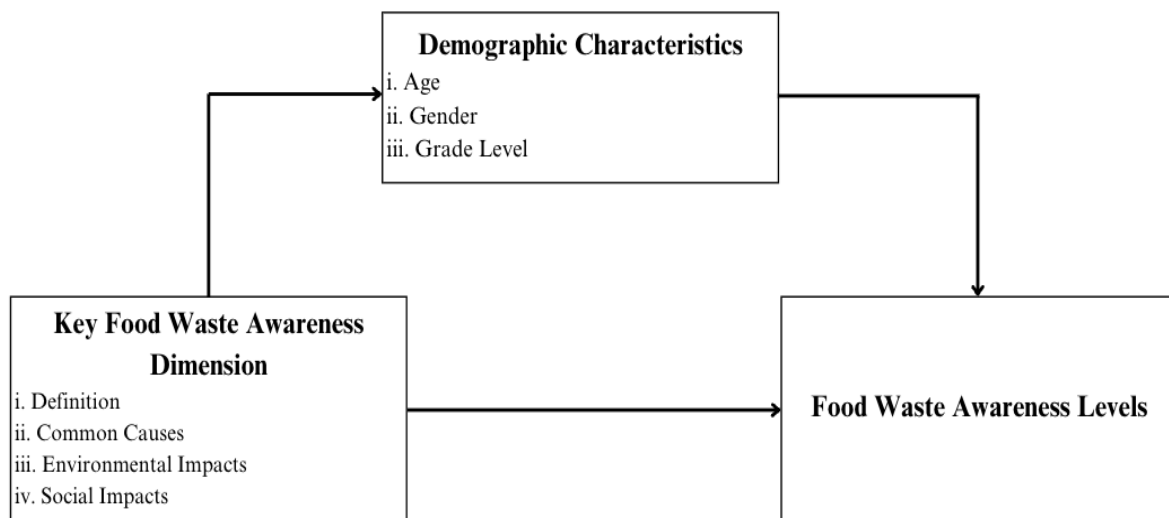 Demographic Characteristics
i. Age
ii. Gender
iii. Grade Level
Key Food Waste Awareness
Dimension
i. Definition
ii. Common Causes
iii. Environmental Impacts
iv. Social Impacts
Food Waste Awareness Levels